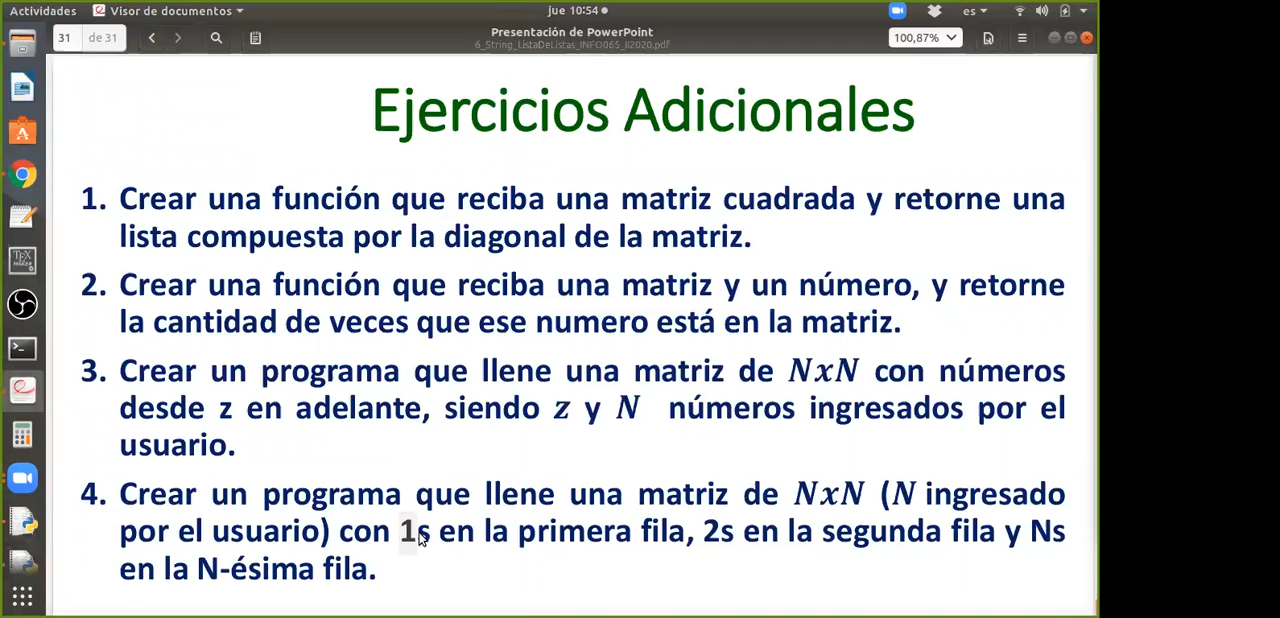 Actividades Visor de documentos jue 10:54 es
31 de 31 Presentación de PowerPoint 100,87%
6_String_ListaDeListas_INFO065_II2020.pdf
Ejercicios Adicionales
1. Crear una función que reciba una matriz cuadrada y retorne una
lista compuesta por la diagonal de la matriz.
2. Crear una función que reciba una matriz y un número, y retorne
la cantidad de veces que ese numero está en la matriz.
3. Crear un programa que llene una matriz de NxN con números
desde z en adelante, siendo z y N números ingresados por el
usuario.
4. Crear un programa que llene una matriz de NxN (N ingresado
por el usuario) con 1s en la primera fila, 2s en la segunda fila y Ns
en la N-ésima fila.